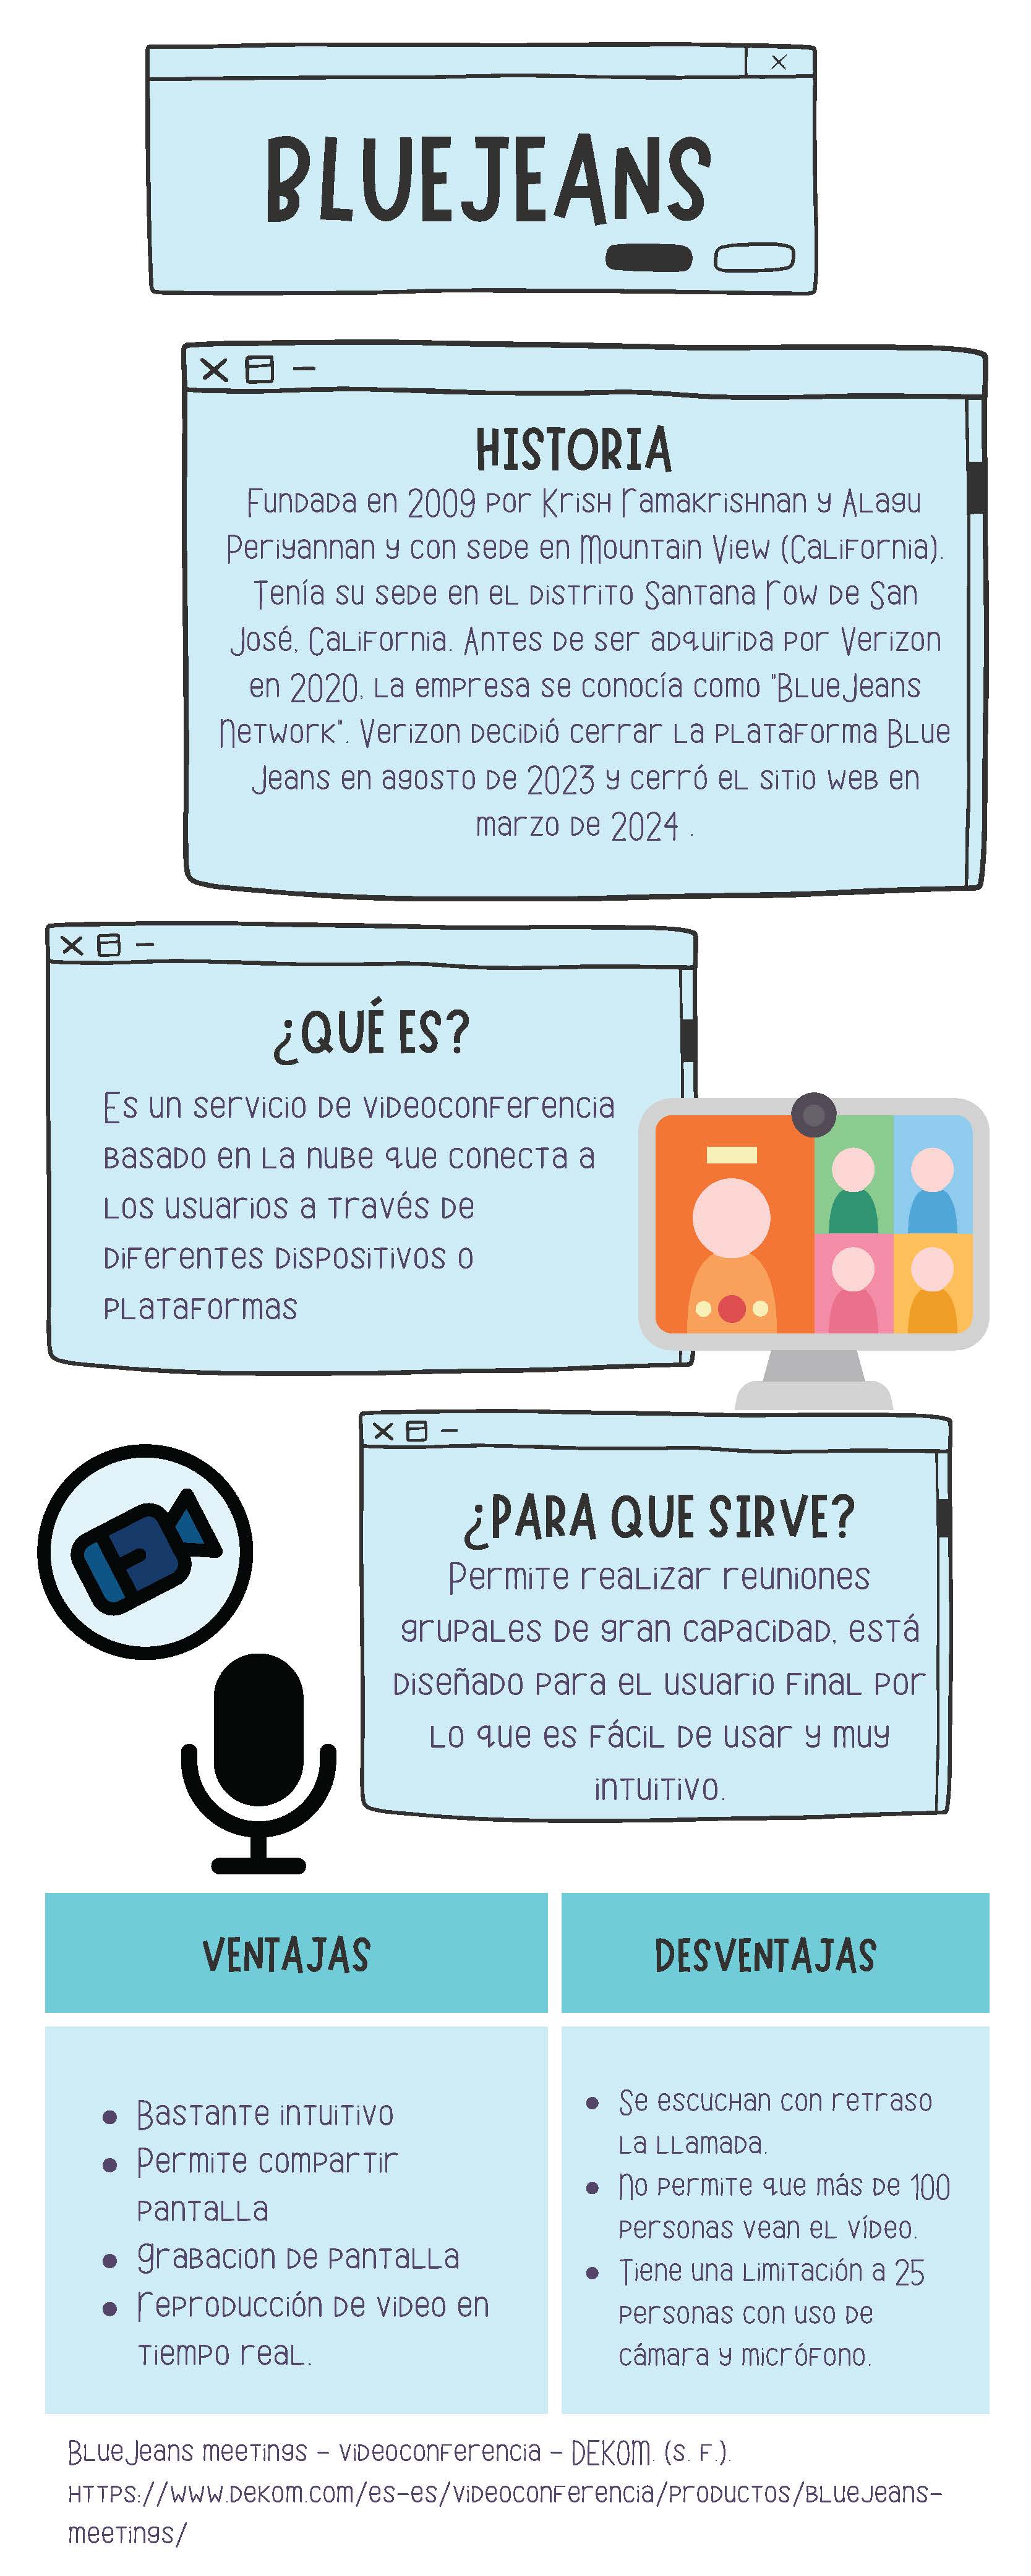 BLUEJEANS
HISTORIA
Fundada en 2009 por Krish Ramakrishnan y Alagu
Periyannan y con sede en Mountain View (California).
Tenía su sede en el distrito Santana Row de San
José, California. Antes de ser adquirida por Verizon
en 2020, la empresa se conocía como "BlueJeans
Network". Verizon decidió cerrar la plataforma Blue
Jeans en agosto de 2023 y cerró el sitio web en
marzo de 2024 .
¿QUÉ ES?
Es un servicio de videoconferencia
basado en la nube que conecta a
los usuarios a través de
diferentes dispositivos o
plataformas
¿PARA QUE SIRVE?
Permite realizar reuniones
grupales de gran capacidad, está
diseñado para el usuario final por
lo que es fácil de usar y muy
intuitivo.
VENTAJAS
• Bastante intuitivo
• Permite compartir
pantalla
• grabacion de pantalla
• reproducción de video en
tiempo real.
DESVENTAJAS
• Se escuchan con retraso
la llamada.
• No permite que más de 100
personas vean el vídeo.
• Tiene una limitación a 25
personas con uso de
cámara y micrófono.
BlueJeans meetings - videoconferencia - DEKOM. (s. f.).
https://www.dekom.com/es-es/videoconferencia/productos/bluejeans-
meetings/